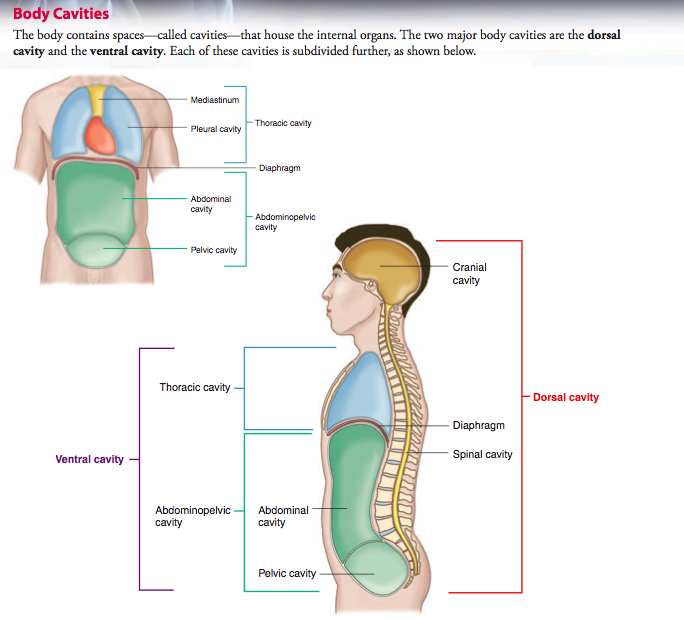 Body Cavities
The body contains spaces—called cavities—that house the internal organs. The two major body cavities are the dorsal
cavity and the ventral cavity. Each of these cavities is subdivided further, as shown below.
Mediastinum
Pleural cavity
Thoracic cavity
Diaphragm
Abdominal
cavity
Abdominopelvic
cavity
Pelvic cavity
Cranial
cavity
Thoracic cavity
Dorsal cavity
Diaphragm
Spinal cavity
Ventral cavity
Abdominopelvic
cavity
Abdominal
cavity
Pelvic cavity